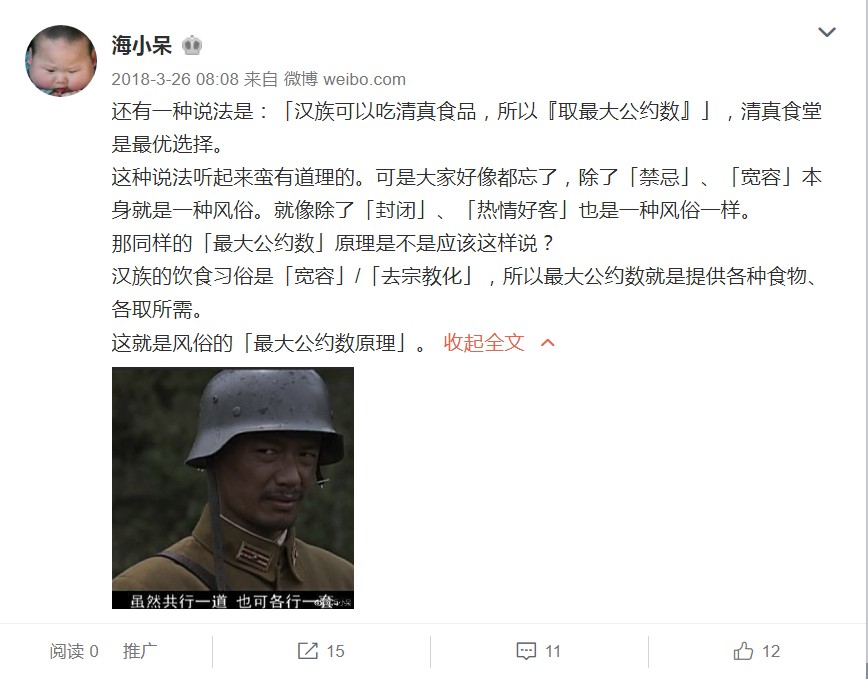 海小呆
2018-3-26 08:08 来自 微博 weibo.com
还有一种说法是：「汉族可以吃清真食品，所以『取最大公约数』」，清真食堂
是最优选择。
这种说法听起来蛮有道理的。可是大家好像都忘了，除了「禁忌」、「宽容」本
身就是一种风俗。就像除了「封闭」、「热情好客」也是一种风俗一样。
那同样的「最大公约数」原理是不是应该这样说？
汉族的饮食习俗是「宽容」/「去宗教化」，所以最大公约数就是提供各种食物、
各取所需。
这就是风俗的「最大公约数原理」。 收起全文
虽然共行一道 也可各行一套
阅读 0 推广 15 11 12